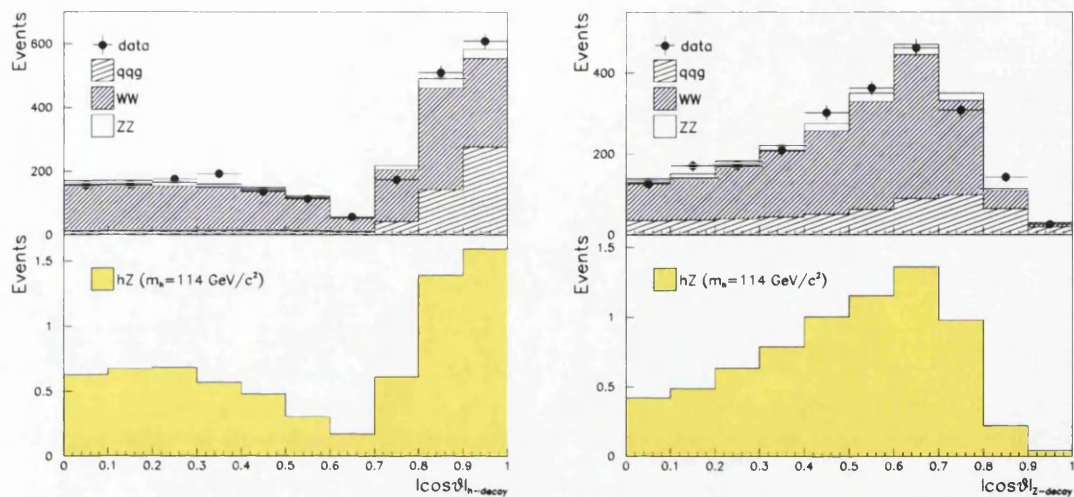 Events
600
400
200
0
data
qqg
WW
ZZ
Events
1.5
1
0.5
0
hZ (mh=114 GeV/c²)
0 0.1 0.2 0.3 0.4 0.5 0.6 0.7 0.8 0.9 1
|cosϑ|h-decay
Events
400
200
0
data
qqg
WW
ZZ
Events
1.5
1
0.5
0
hZ (mh=114 GeV/c²)
0 0.1 0.2 0.3 0.4 0.5 0.6 0.7 0.8 0.9 1
|cosϑ|Z-decay